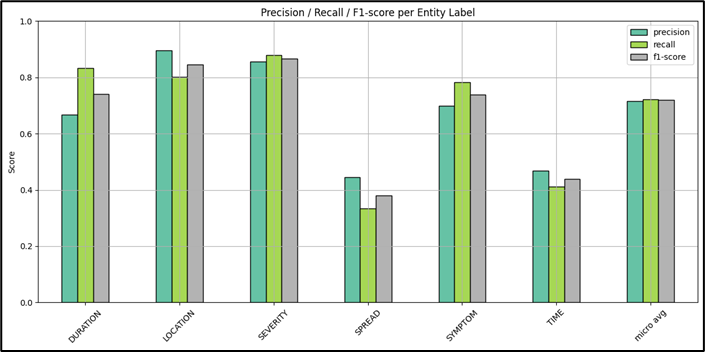 Precision / Recall / F1-score per Entity Label
precision
recall
f1-score
Score
1.0
0.8
0.6
0.4
0.2
0.0
DURATION
LOCATION
SEVERITY
SPREAD
SYMPTOM
TIME
micro avg